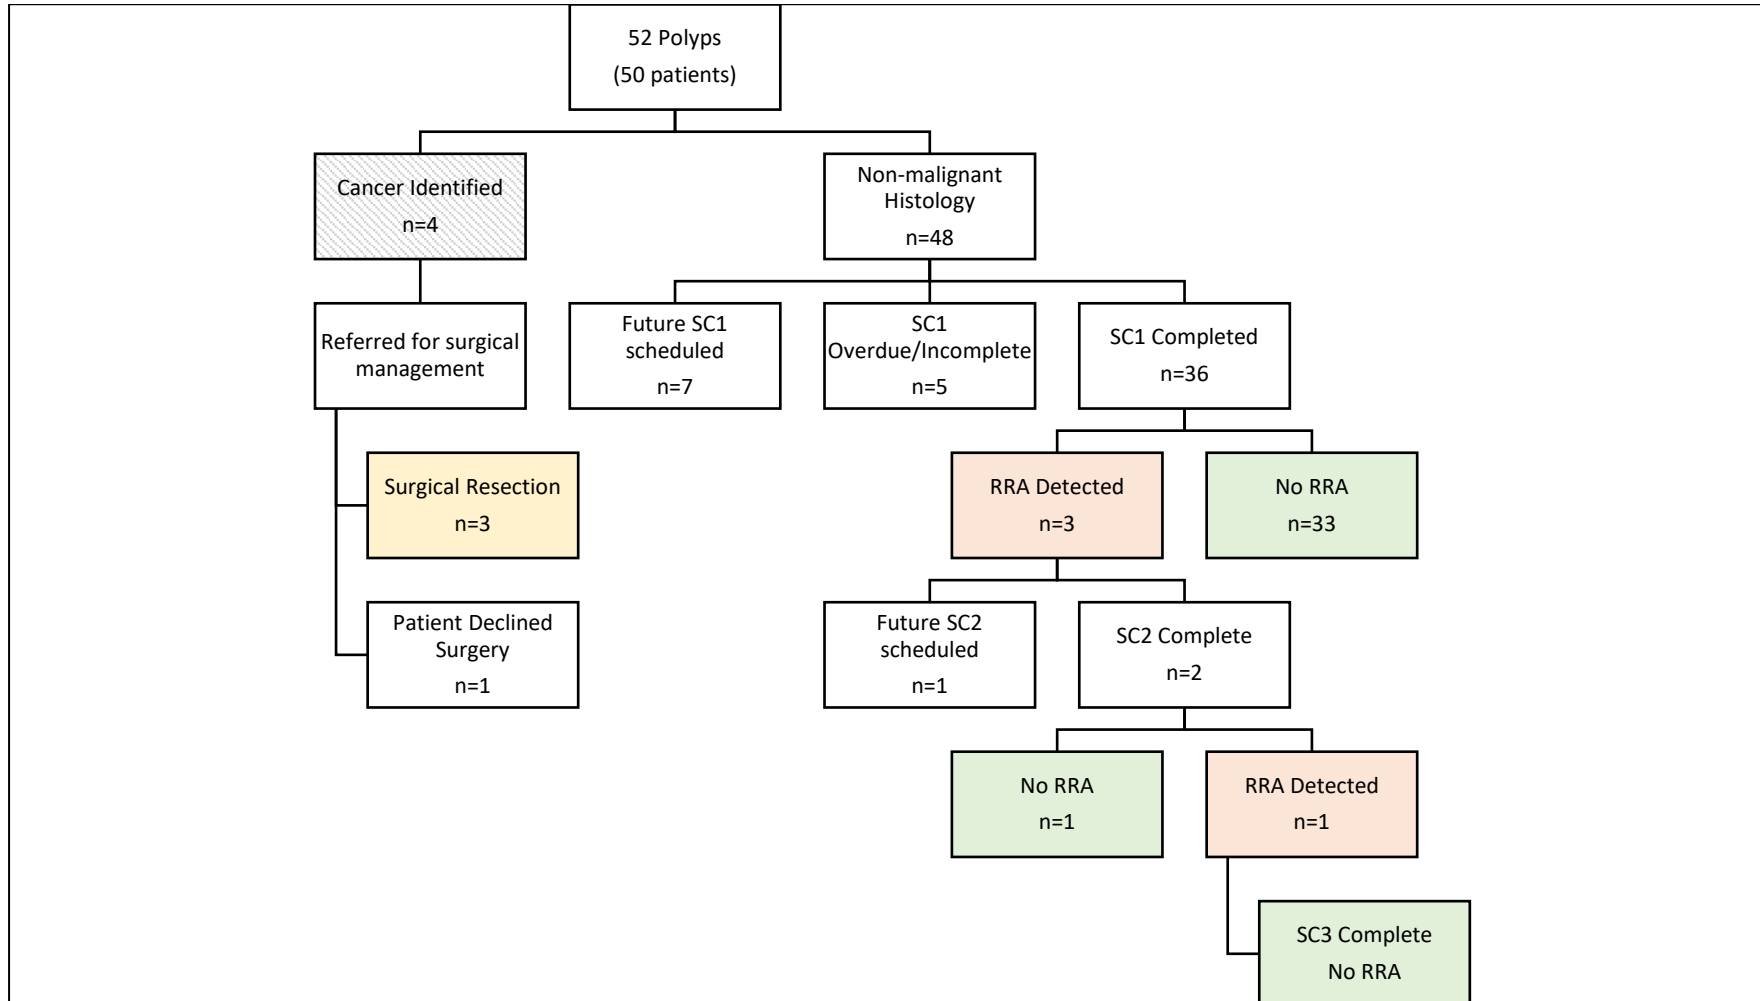 52 Polyps
(50 patients)
Cancer Identified
n=4
Non-malignant
Histology
n=48
Referred for surgical
management
Future SC1
scheduled
n=7
SC1
Overdue/Incomplete
n=5
SC1 Completed
n=36
Surgical Resection
n=3
RRA Detected
n=3
No RRA
n=33
Patient Declined
Surgery
n=1
Future SC2
scheduled
n=1
SC2 Complete
n=2
No RRA
n=1
RRA Detected
n=1
SC3 Complete
No RRA